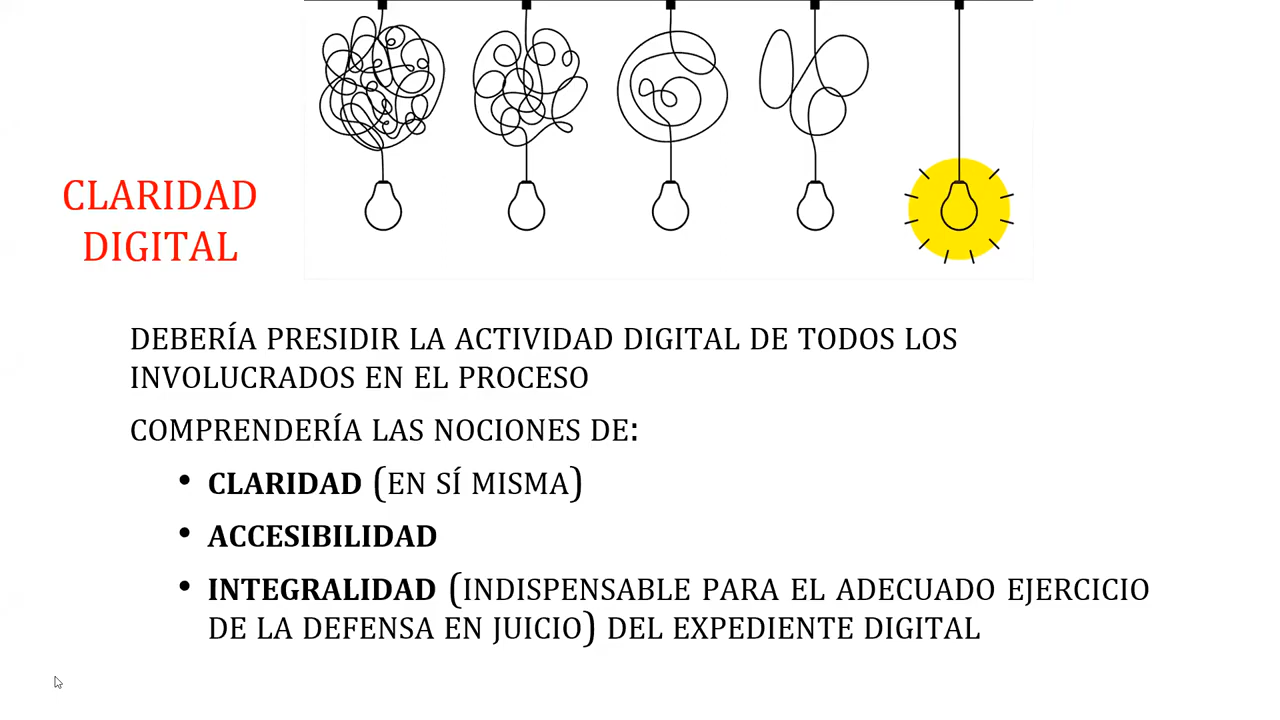 CLARIDAD
DIGITAL
DEBERÍA PRESIDIR LA ACTIVIDAD DIGITAL DE TODOS LOS
INVOLUCRADOS EN EL PROCESO
COMPRENDERÍA LAS NOCIONES DE:
• CLARIDAD (EN SÍ MISMA)
• ACCESIBILIDAD
• INTEGRALIDAD (INDISPENSABLE PARA EL ADECUADO EJERCICIO
DE LA DEFENSA EN JUICIO) DEL EXPEDIENTE DIGITAL